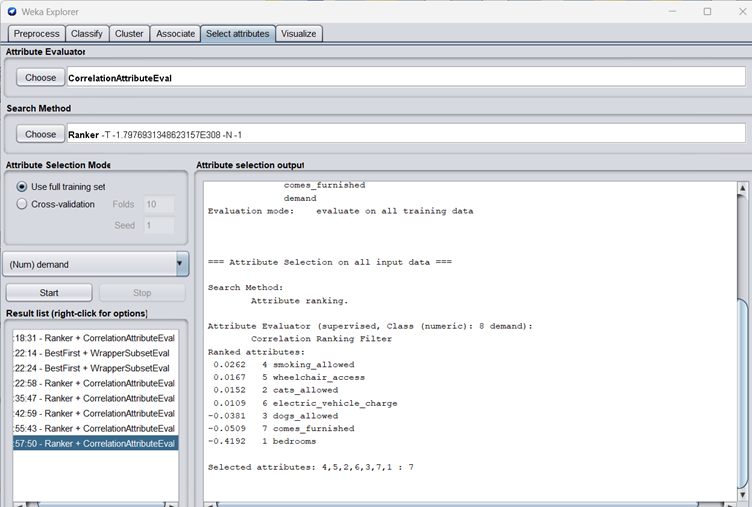 Weka Explorer
Preprocess Classify Cluster Associate Select attributes Visualize
Attribute Evaluator
Choose CorrelationAttributeEval
Search Method
Choose Ranker -T -1.7976931348623157E308 -N -1
Attribute Selection Mode
Use full training set
Cross-validation Folds 10
Seed 1
(Num) demand
Start Stop
Result list (right-click for options)
:18:31 - Ranker + CorrelationAttributeEval
:22:14 - BestFirst + WrapperSubsetEval
:22:24 - BestFirst + WrapperSubsetEval
:22:58 - Ranker + CorrelationAttributeEval
:35:47 - Ranker + CorrelationAttributeEval
:42:59 - Ranker + CorrelationAttributeEval
:55:43 - Ranker + CorrelationAttributeEval
:57:50 - Ranker + CorrelationAttributeEval
Attribute selection output
comes_furnished
demand
Evaluation mode: evaluate on all training data
=== Attribute Selection on all input data ===
Search Method:
Attribute ranking.
Attribute Evaluator (supervised, Class (numeric): 8 demand):
Correlation Ranking Filter
Ranked attributes:
0.0262 4 smoking_allowed
0.0167 5 wheelchair_access
0.0152 2 cats_allowed
0.0109 6 electric_vehicle_charge
-0.0381 3 dogs_allowed
-0.0509 7 comes_furnished
-0.4192 1 bedrooms
Selected attributes: 4,5,2,6,3,7,1 : 7